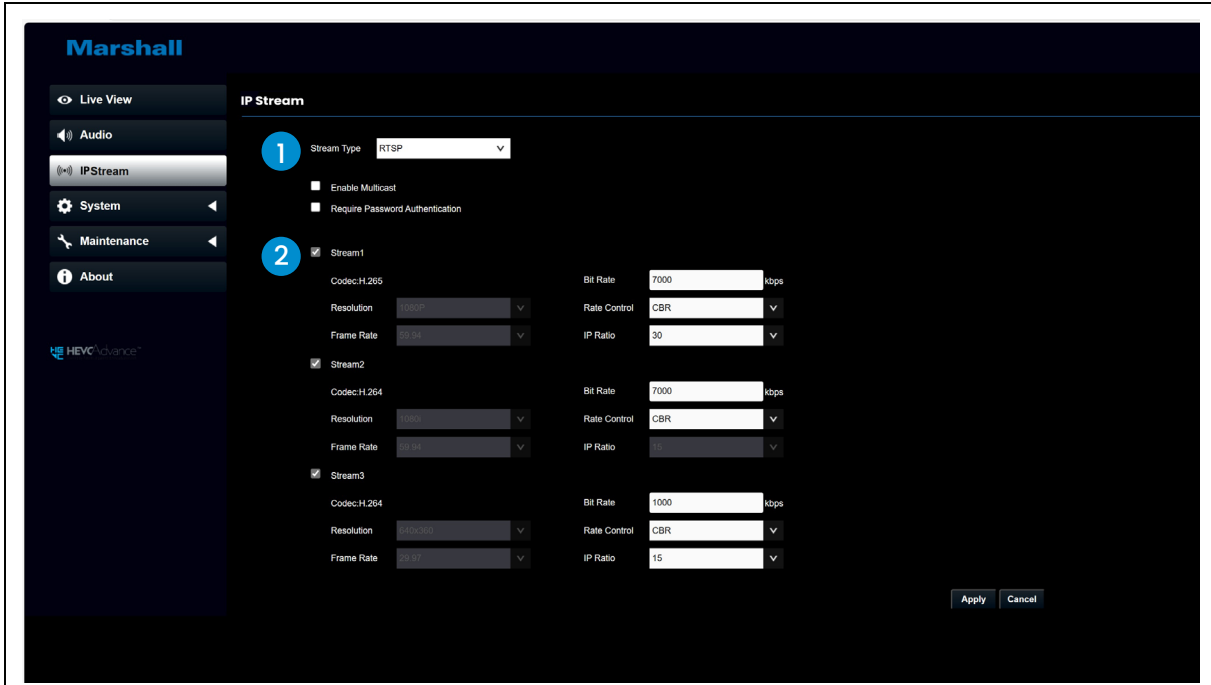 Marshall
Live View
Audio
IPStream
System
Maintenance
About
HEVC Advance™
IP Stream
1
Stream Type RTSP
Enable Multicast
Require Password Authentication
2
Stream1
Codec:H.265 Bit Rate 7000 kbps
Resolution 1080P Rate Control CBR
Frame Rate 59.94 IP Ratio 30
Stream2
Codec:H.264 Bit Rate 7000 kbps
Resolution 1080i Rate Control CBR
Frame Rate 59.94 IP Ratio 15
Stream3
Codec:H.264 Bit Rate 1000 kbps
Resolution 640x360 Rate Control CBR
Frame Rate 29.97 IP Ratio 15
Apply Cancel